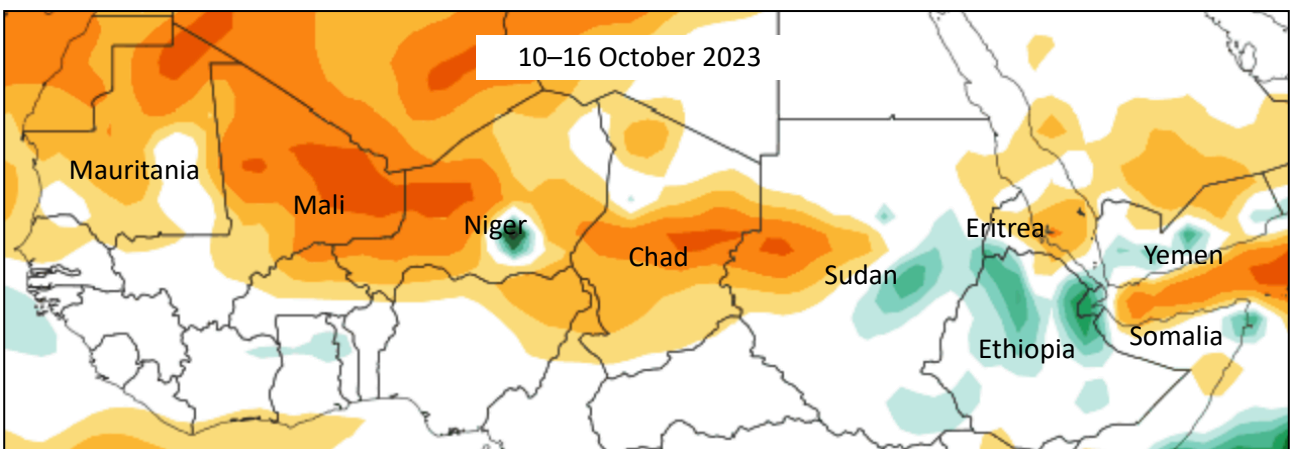 10–16 October 2023
Mauritania
Mali
Niger
Chad
Sudan
Eritrea
Yemen
Ethiopia
Somalia